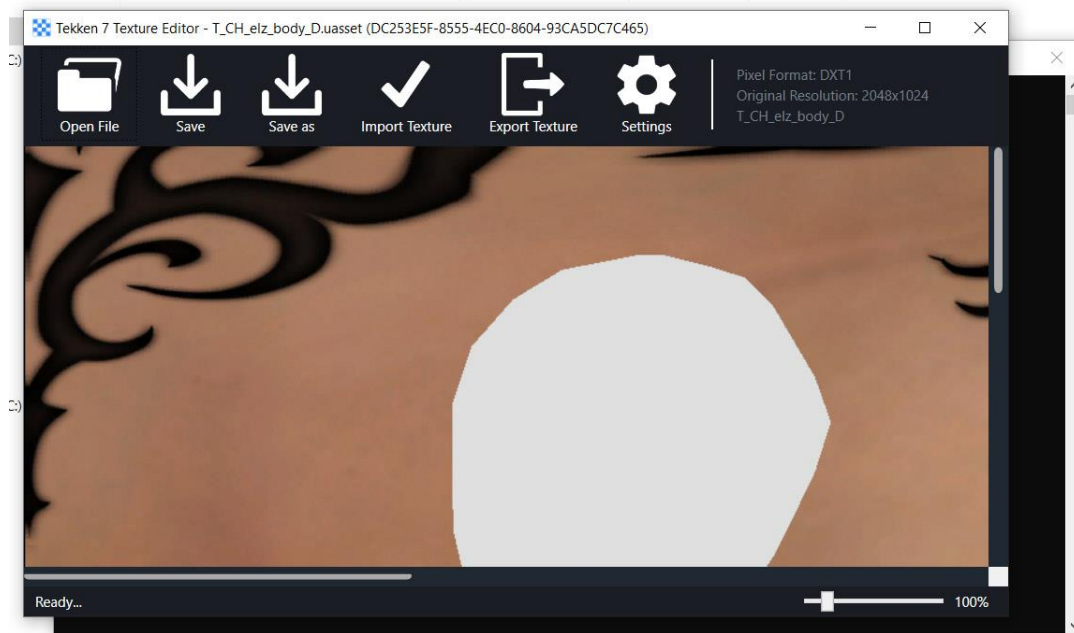 Tekken 7 Texture Editor - T_CH_elz_body_D.uasset (DC253E5F-8555-4EC0-8604-93CA5DC7C465)
C:)
Open File
Save
Save as
Import Texture
Export Texture
Settings
Pixel Format: DXT1
Original Resolution: 2048x1024
T_CH_elz_body_D
C:)
Ready...
100%